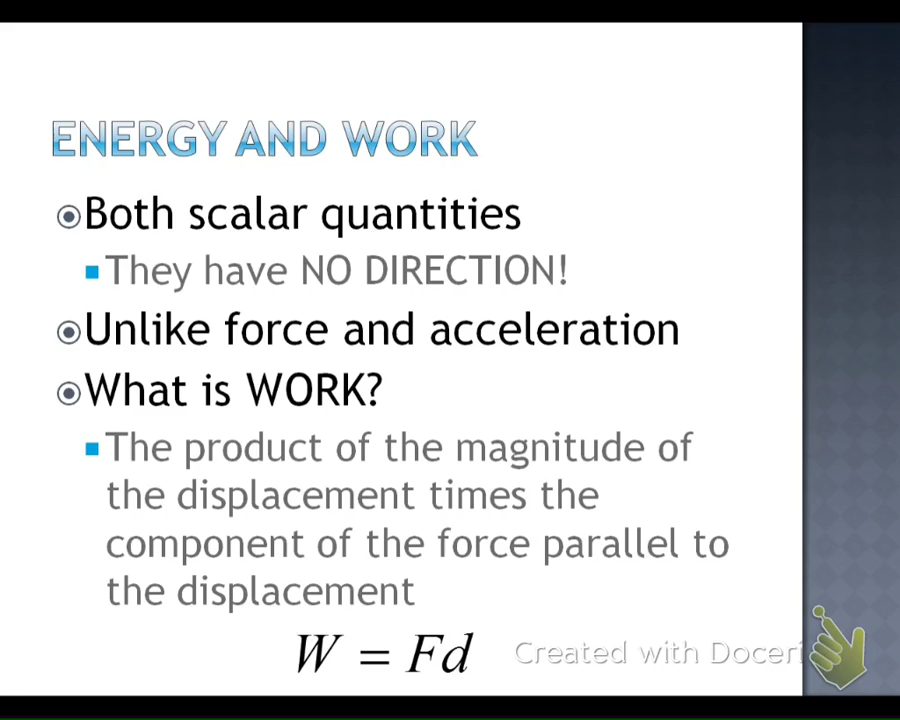 ENERGY AND WORK
Both scalar quantities
They have NO DIRECTION!
Unlike force and acceleration
What is WORK?
The product of the magnitude of
the displacement times the
component of the force parallel to
the displacement
W = Fd
Created with Doceri